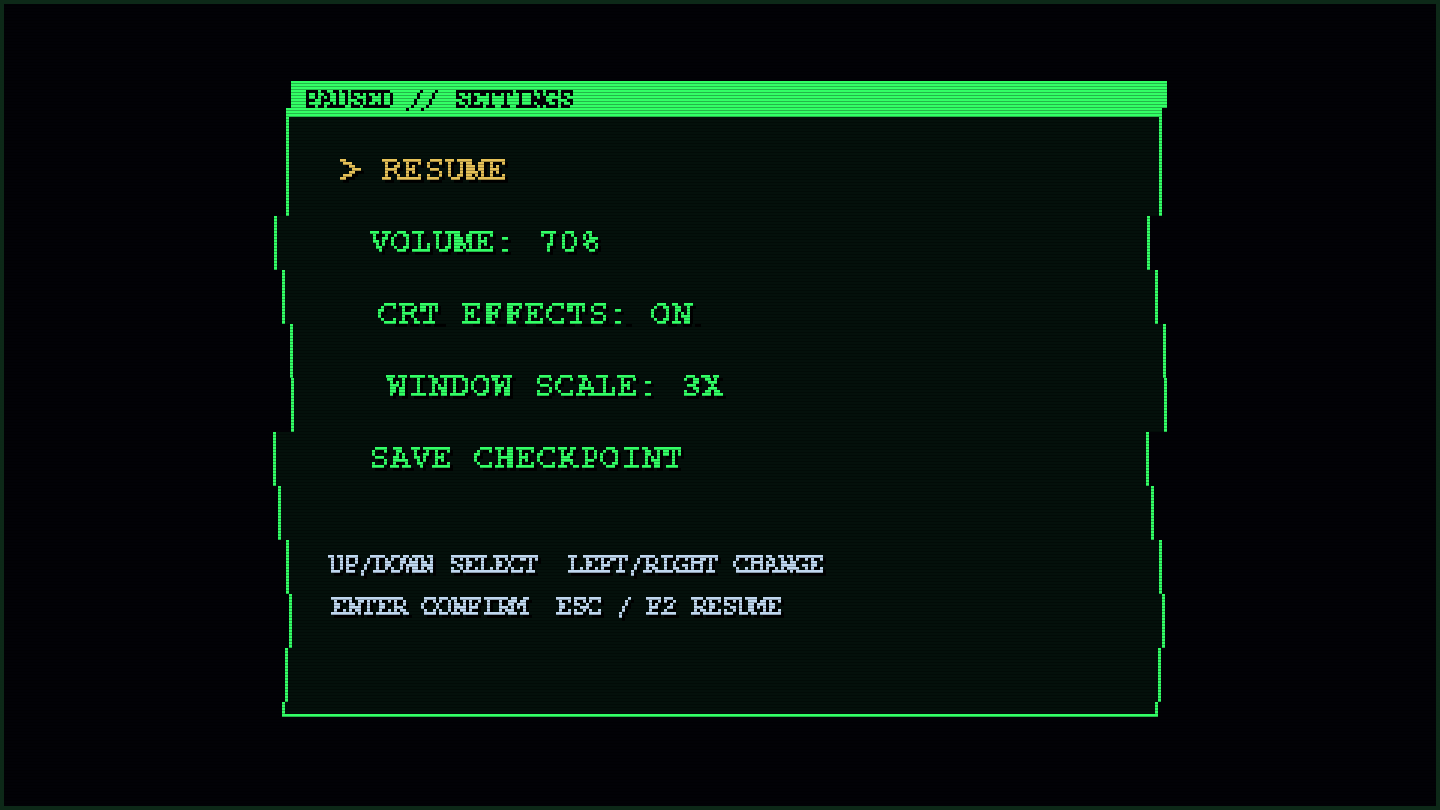 PAUSED // SETTINGS
> RESUME
VOLUME: 70%
CRT EFFECTS: ON
WINDOW SCALE: 3X
SAVE CHECKPOINT
UP/DOWN SELECT  LEFT/RIGHT CHANGE
ENTER CONFIRM  ESC / F2 RESUME